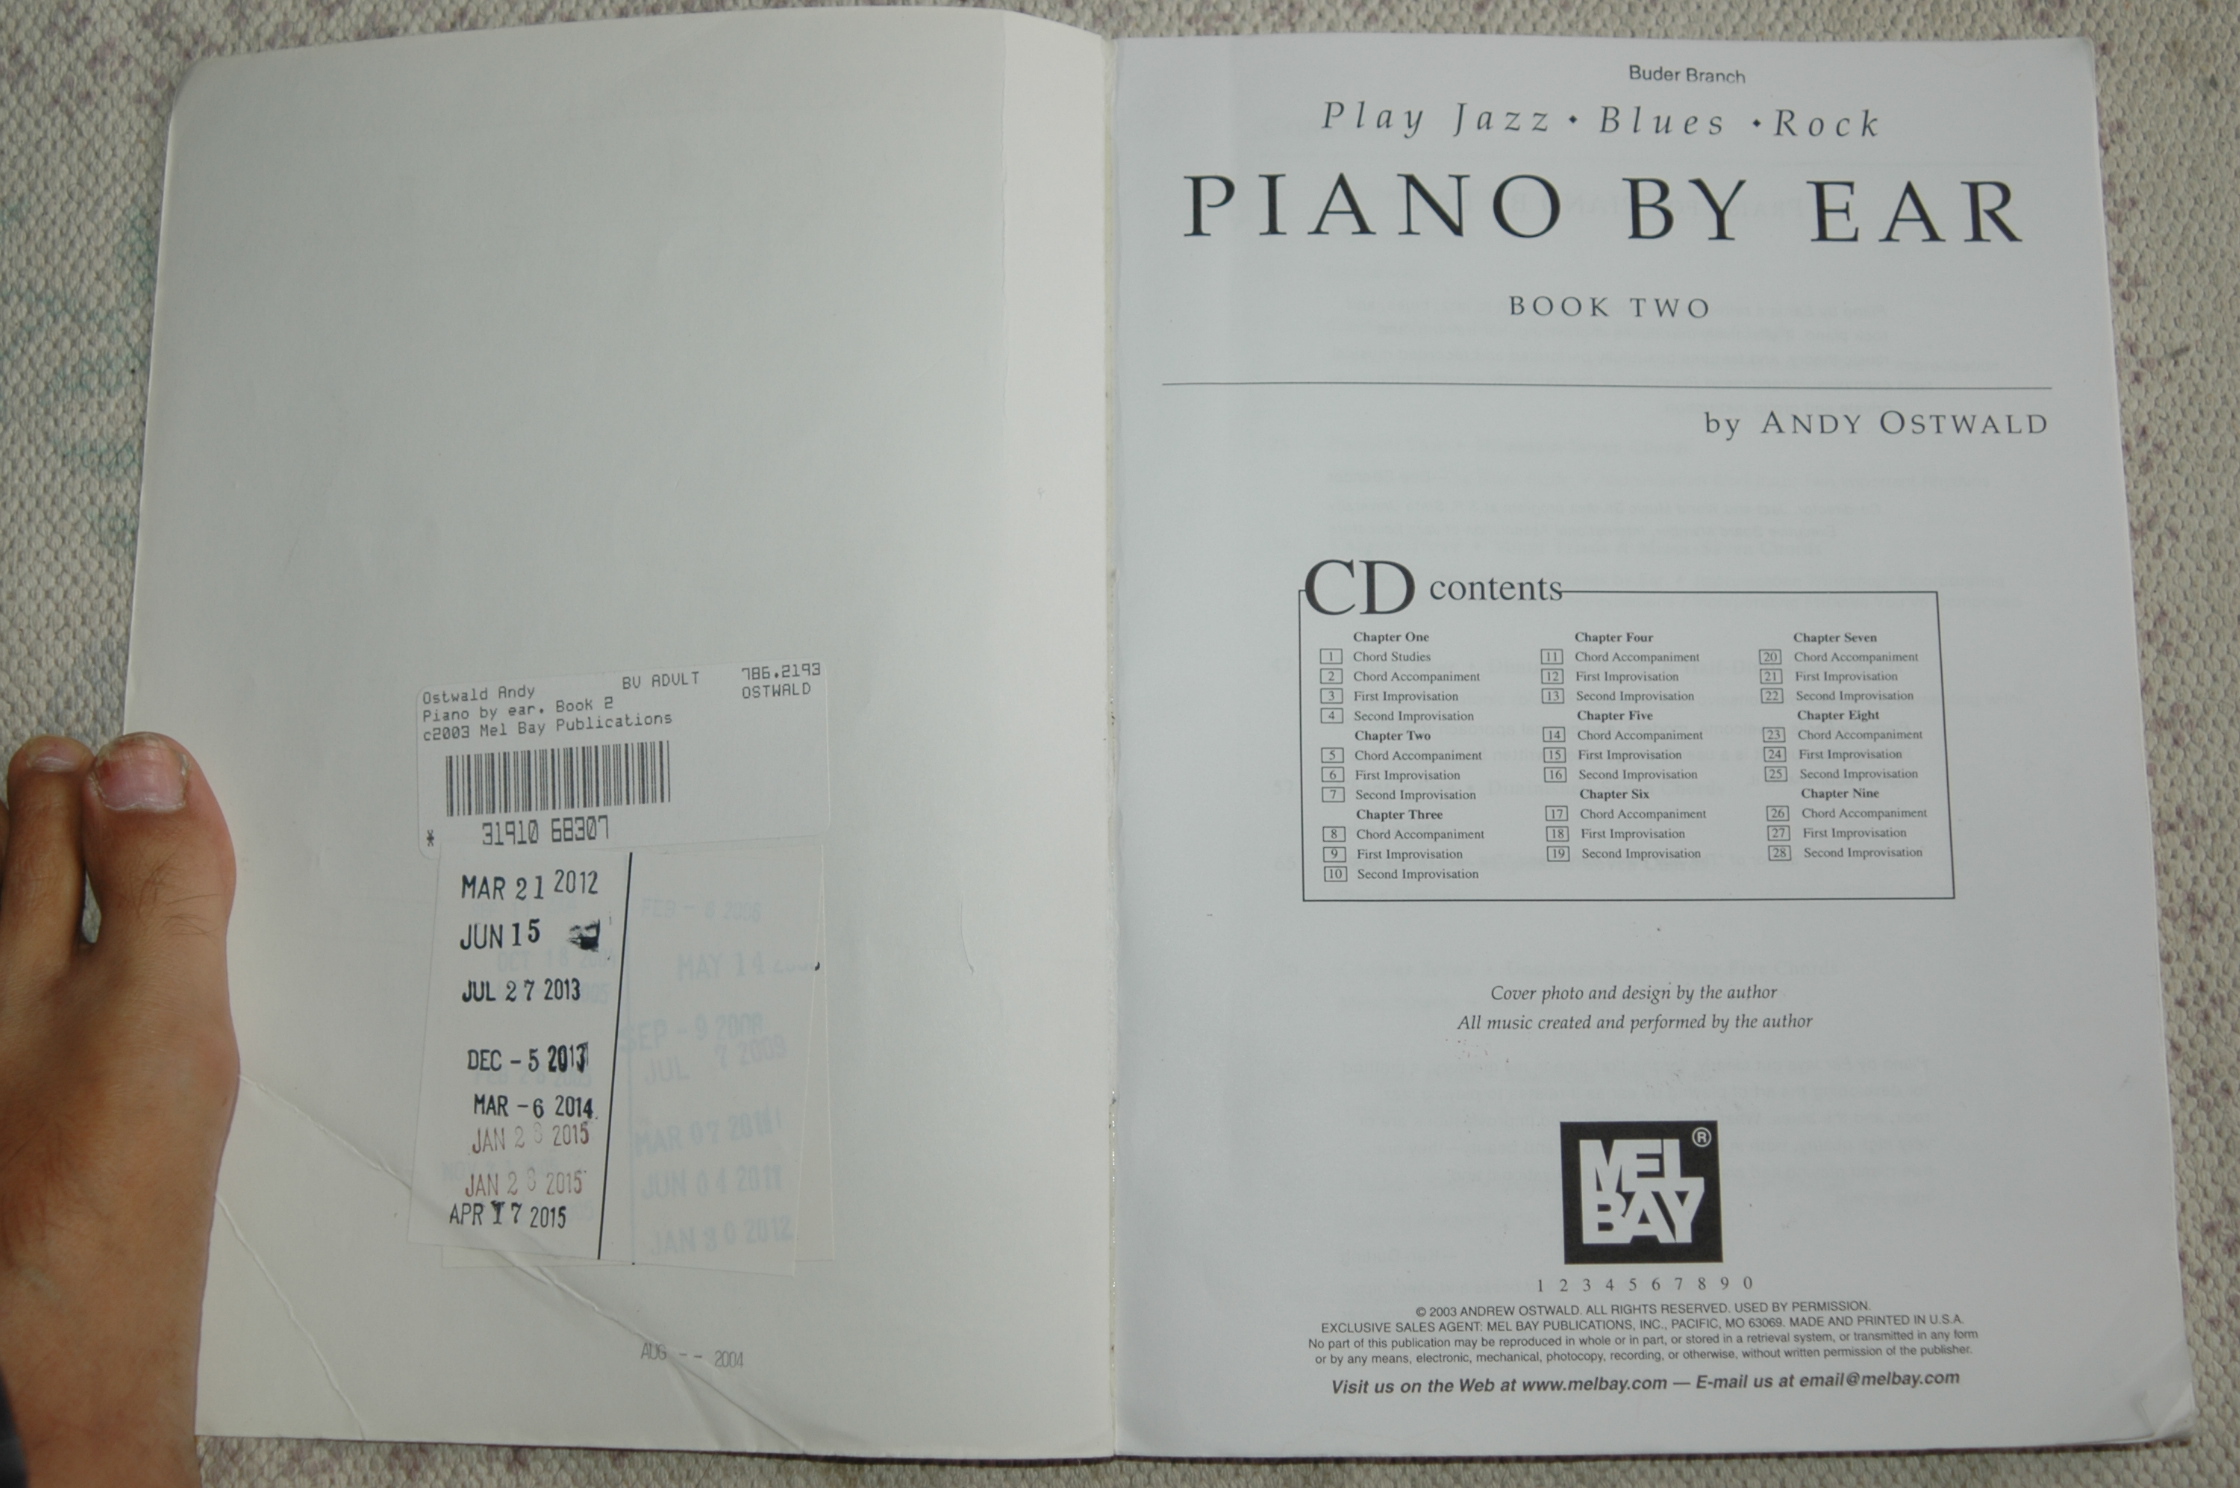 Ostwald Andy BU ADULT 786.2193
Piano by ear. Book 2 OSTWALD
c2003 Mel Bay Publications
* 31910 68307
MAR 21 2012
JUN 15
JUL 27 2013
DEC - 5 2013
MAR - 6 2014
JAN 2 2015
JAN 2 2015
APR 17 2015
FEB - 6 2006
MAY 14
SEP - 9 2008
JUL 7 2009
MAR 07 2011
JUN 04 2011
JAN 0 2012
AUG - - 2004
Buder Branch
Play Jazz • Blues • Rock
PIANO BY EAR
BOOK TWO
by ANDY OSTWALD
CD contents
Chapter One
1 Chord Studies
2 Chord Accompaniment
3 First Improvisation
4 Second Improvisation
Chapter Two
5 Chord Accompaniment
6 First Improvisation
7 Second Improvisation
Chapter Three
8 Chord Accompaniment
9 First Improvisation
10 Second Improvisation
Chapter Four
11 Chord Accompaniment
12 First Improvisation
13 Second Improvisation
Chapter Five
14 Chord Accompaniment
15 First Improvisation
16 Second Improvisation
Chapter Six
17 Chord Accompaniment
18 First Improvisation
19 Second Improvisation
Chapter Seven
20 Chord Accompaniment
21 First Improvisation
22 Second Improvisation
Chapter Eight
23 Chord Accompaniment
24 First Improvisation
25 Second Improvisation
Chapter Nine
26 Chord Accompaniment
27 First Improvisation
28 Second Improvisation
Cover photo and design by the author
All music created and performed by the author
MEL ®
BAY
1 2 3 4 5 6 7 8 9 0
© 2003 ANDREW OSTWALD. ALL RIGHTS RESERVED. USED BY PERMISSION.
EXCLUSIVE SALES AGENT: MEL BAY PUBLICATIONS, INC., PACIFIC, MO 63069. MADE AND PRINTED IN U.S.A.
No part of this publication may be reproduced in whole or in part, or stored in a retrieval system, or transmitted in any form
or by any means, electronic, mechanical, photocopy, recording, or otherwise, without written permission of the publisher.
Visit us on the Web at www.melbay.com — E-mail us at email@melbay.com